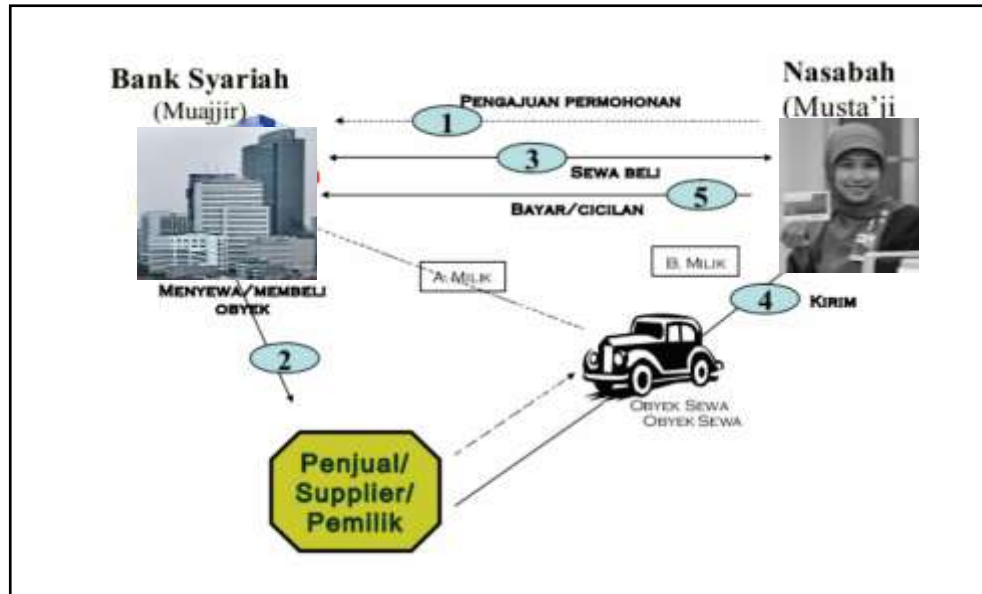 Bank Syariah
(Muajjir)
Nasabah
(Musta'ji
PENGAJUAN PERMOHONAN
1
3
SEWA BELI
5
BAYAR/CICILAN
A: MILIK
B: MILIK
MENYEWA/MEMBELI
OBYEK
4
KIRIM
2
OBYEK SEWA
OBYEK SEWA
Penjual/
Supplier/
Pemilik